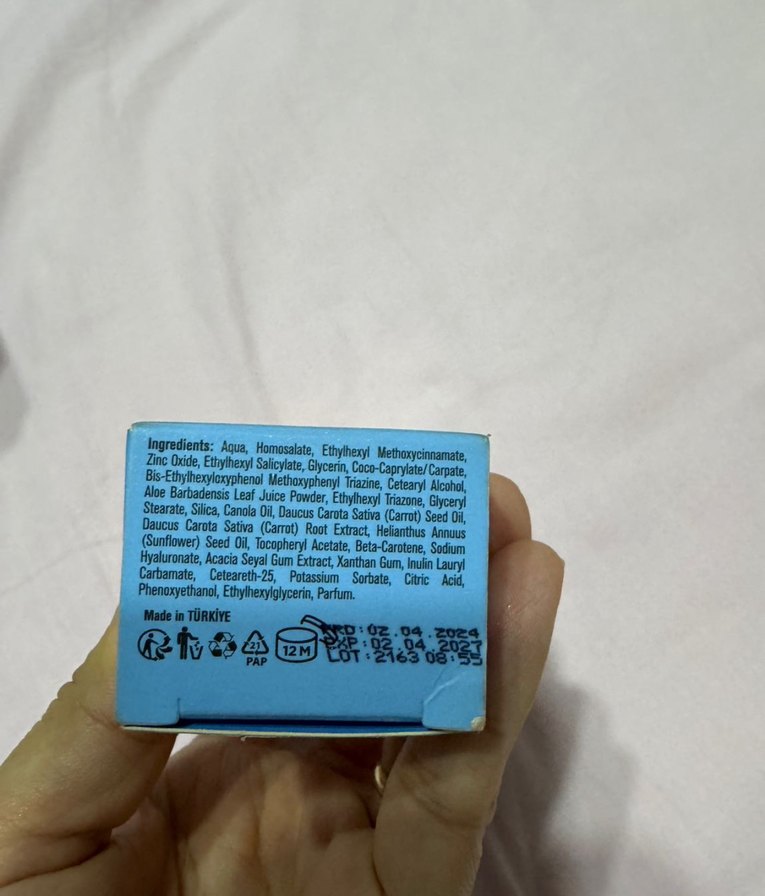 Ingredients: Aqua, Homosalate, Ethylhexyl Methoxycinnamate,
Zinc Oxide, Ethylhexyl Salicylate, Glycerin, Coco-Caprylate/Carpate,
Bis-Ethylhexyloxyphenol Methoxyphenyl Triazine, Cetearyl Alcohol,
Aloe Barbadensis Leaf Juice Powder, Ethylhexyl Triazone, Glyceryl
Stearate, Silica, Canola Oil, Daucus Carota Sativa (Carrot) Seed Oil,
Daucus Carota Sativa (Carrot) Root Extract, Helianthus Annuus
(Sunflower) Seed Oil, Tocopheryl Acetate, Beta-Carotene, Sodium
Hyaluronate, Acacia Seyal Gum Extract, Xanthan Gum, Inulin Lauryl
Carbamate, Ceteareth-25, Potassium Sorbate, Citric Acid,
Phenoxyethanol, Ethylhexylglycerin, Parfum.
Made in TÜRKİYE
21
PAP
12 M
PRD:02.04.2024
EXP:02.04.2027
LOT:2163 08:55